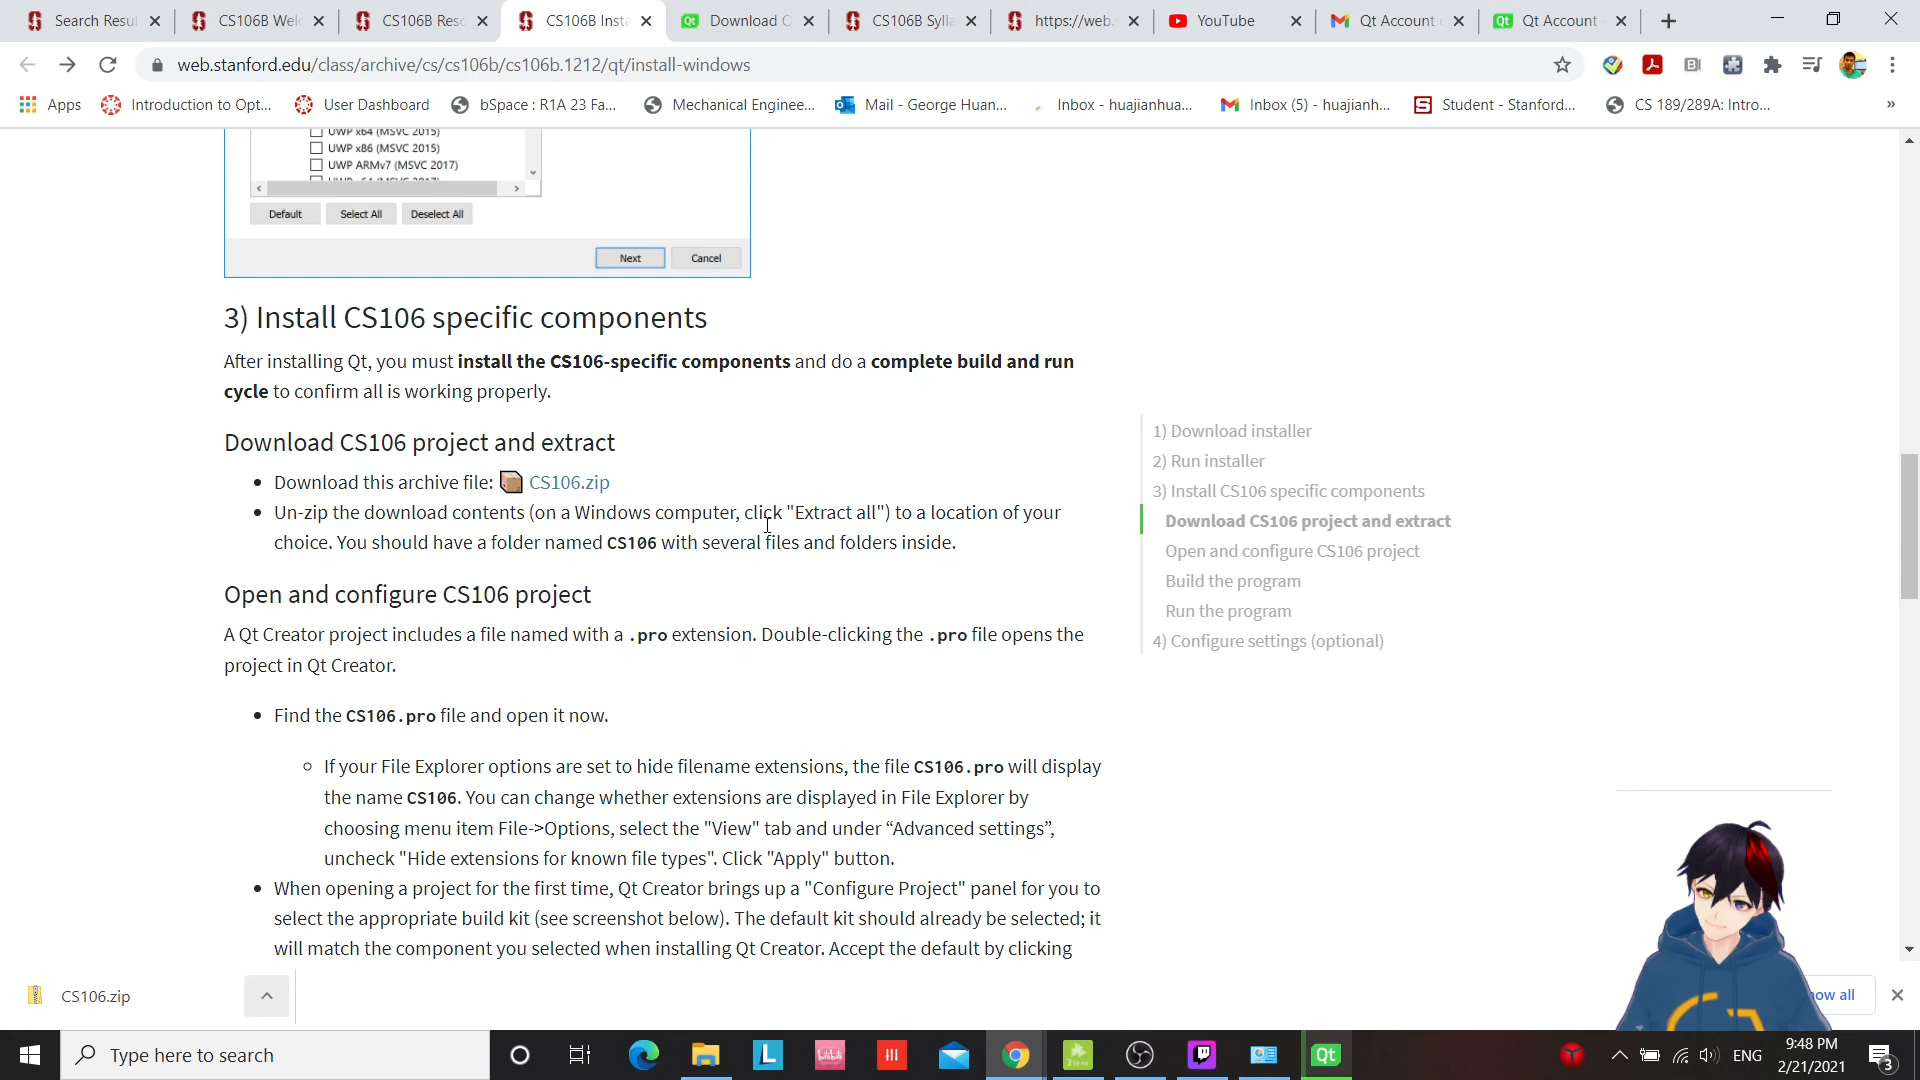 Search Resul
CS106B Wel
CS106B Reso
CS106B Insta
Download Q
CS106B Sylla
https://web.
YouTube
Qt Account
Qt Account
web.stanford.edu/class/archive/cs/cs106b/cs106b.1212/qt/install-windows
Apps
Introduction to Opt...
User Dashboard
bSpace : R1A 23 Fa...
Mechanical Enginee...
Mail - George Huan...
Inbox - huajianhua...
Inbox (5) - huajianh...
Student - Stanford...
CS 189/289A: Intro...
»
UWP x64 (MSVC 2015)
UWP x86 (MSVC 2015)
UWP ARMv7 (MSVC 2017)
Default
Select All
Deselect All
Next
Cancel
3) Install CS106 specific components
After installing Qt, you must install the CS106-specific components and do a complete build and run
cycle to confirm all is working properly.
Download CS106 project and extract
• Download this archive file: CS106.zip
• Un-zip the download contents (on a Windows computer, click "Extract all") to a location of your
choice. You should have a folder named CS106 with several files and folders inside.
Open and configure CS106 project
A Qt Creator project includes a file named with a .pro extension. Double-clicking the .pro file opens the
project in Qt Creator.
• Find the CS106.pro file and open it now.
If your File Explorer options are set to hide filename extensions, the file CS106.pro will display
the name CS106. You can change whether extensions are displayed in File Explorer by
choosing menu item File->Options, select the "View" tab and under “Advanced settings”,
uncheck "Hide extensions for known file types". Click "Apply" button.
• When opening a project for the first time, Qt Creator brings up a "Configure Project" panel for you to
select the appropriate build kit (see screenshot below). The default kit should already be selected; it
will match the component you selected when installing Qt Creator. Accept the default by clicking
1) Download installer
2) Run installer
3) Install CS106 specific components
Download CS106 project and extract
Open and configure CS106 project
Build the program
Run the program
4) Configure settings (optional)
CS106.zip
ow all
Type here to search
ENG
9:48 PM
2/21/2021
3